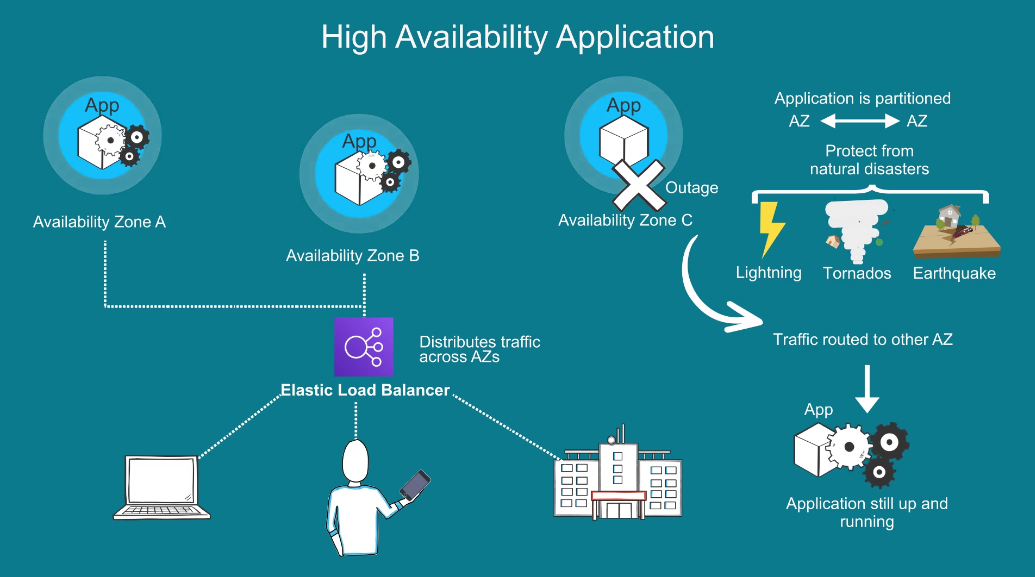 High Availability Application
App
Availability Zone A
App
Availability Zone B
App
Outage
Availability Zone C
Application is partitioned
AZ AZ
Protect from
natural disasters
Lightning
Tornados
Earthquake
Distributes traffic
across AZs
Elastic Load Balancer
Traffic routed to other AZ
App
Application still up and
running